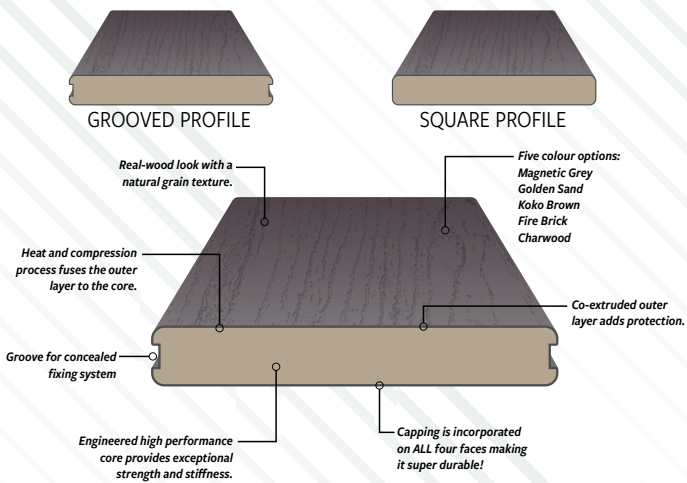 GROOVED PROFILE
SQUARE PROFILE
Real-wood look with a
natural grain texture.
Five colour options:
Magnetic Grey
Golden Sand
Koko Brown
Fire Brick
Charwood
Heat and compression
process fuses the outer
layer to the core.
Co-extruded outer
layer adds protection.
Groove for concealed
fixing system
Engineered high performance
core provides exceptional
strength and stiffness.
Capping is incorporated
on ALL four faces making
it super durable!